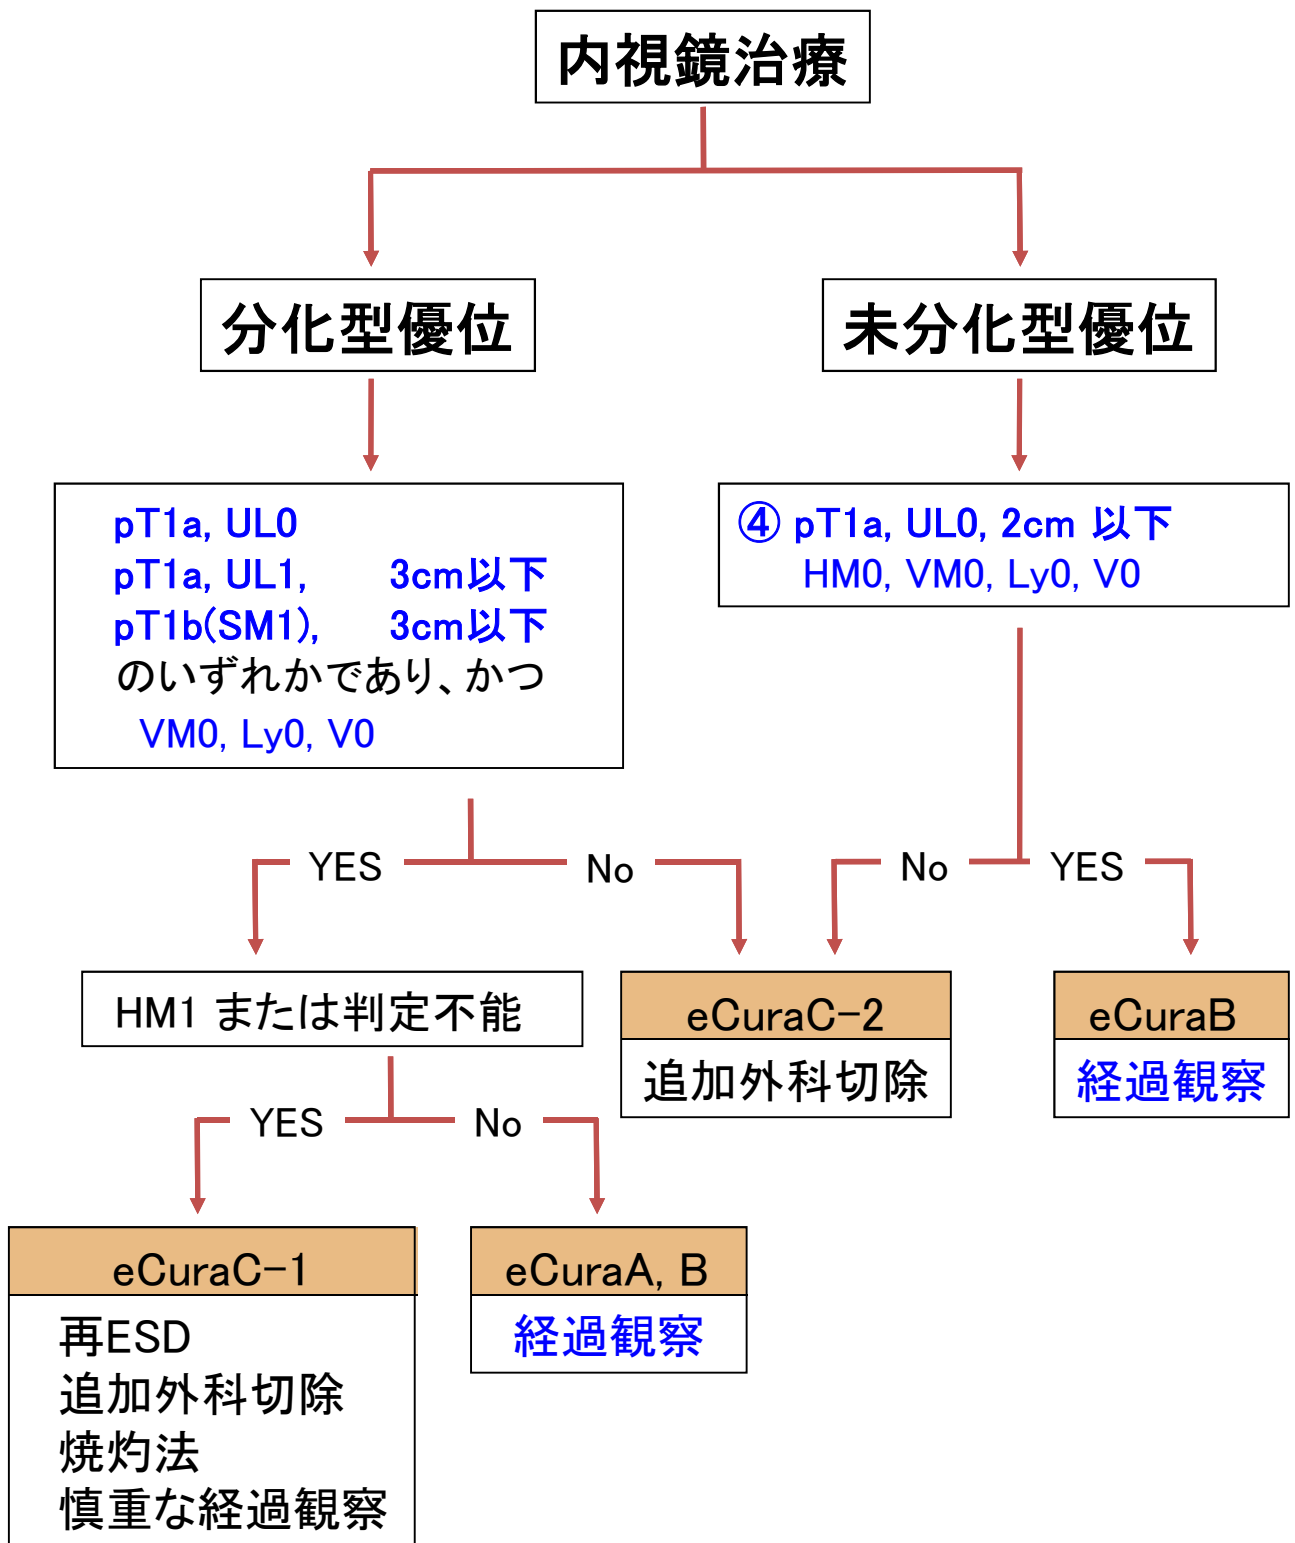 内視鏡治療
分化型優位
未分化型優位
pT1a, UL0
pT1a, UL1, 3cm以下
pT1b(SM1), 3cm以下
のいずれかであり、かつ
VM0, Ly0, V0
④ pT1a, UL0, 2cm 以下
HM0, VM0, Ly0, V0
YES
No
No
YES
HM1 または判定不能
eCuraC-2
追加外科切除
eCuraB
経過観察
YES
No
eCuraC-1
再ESD
追加外科切除
焼灼法
慎重な経過観察
eCuraA, B
経過観察